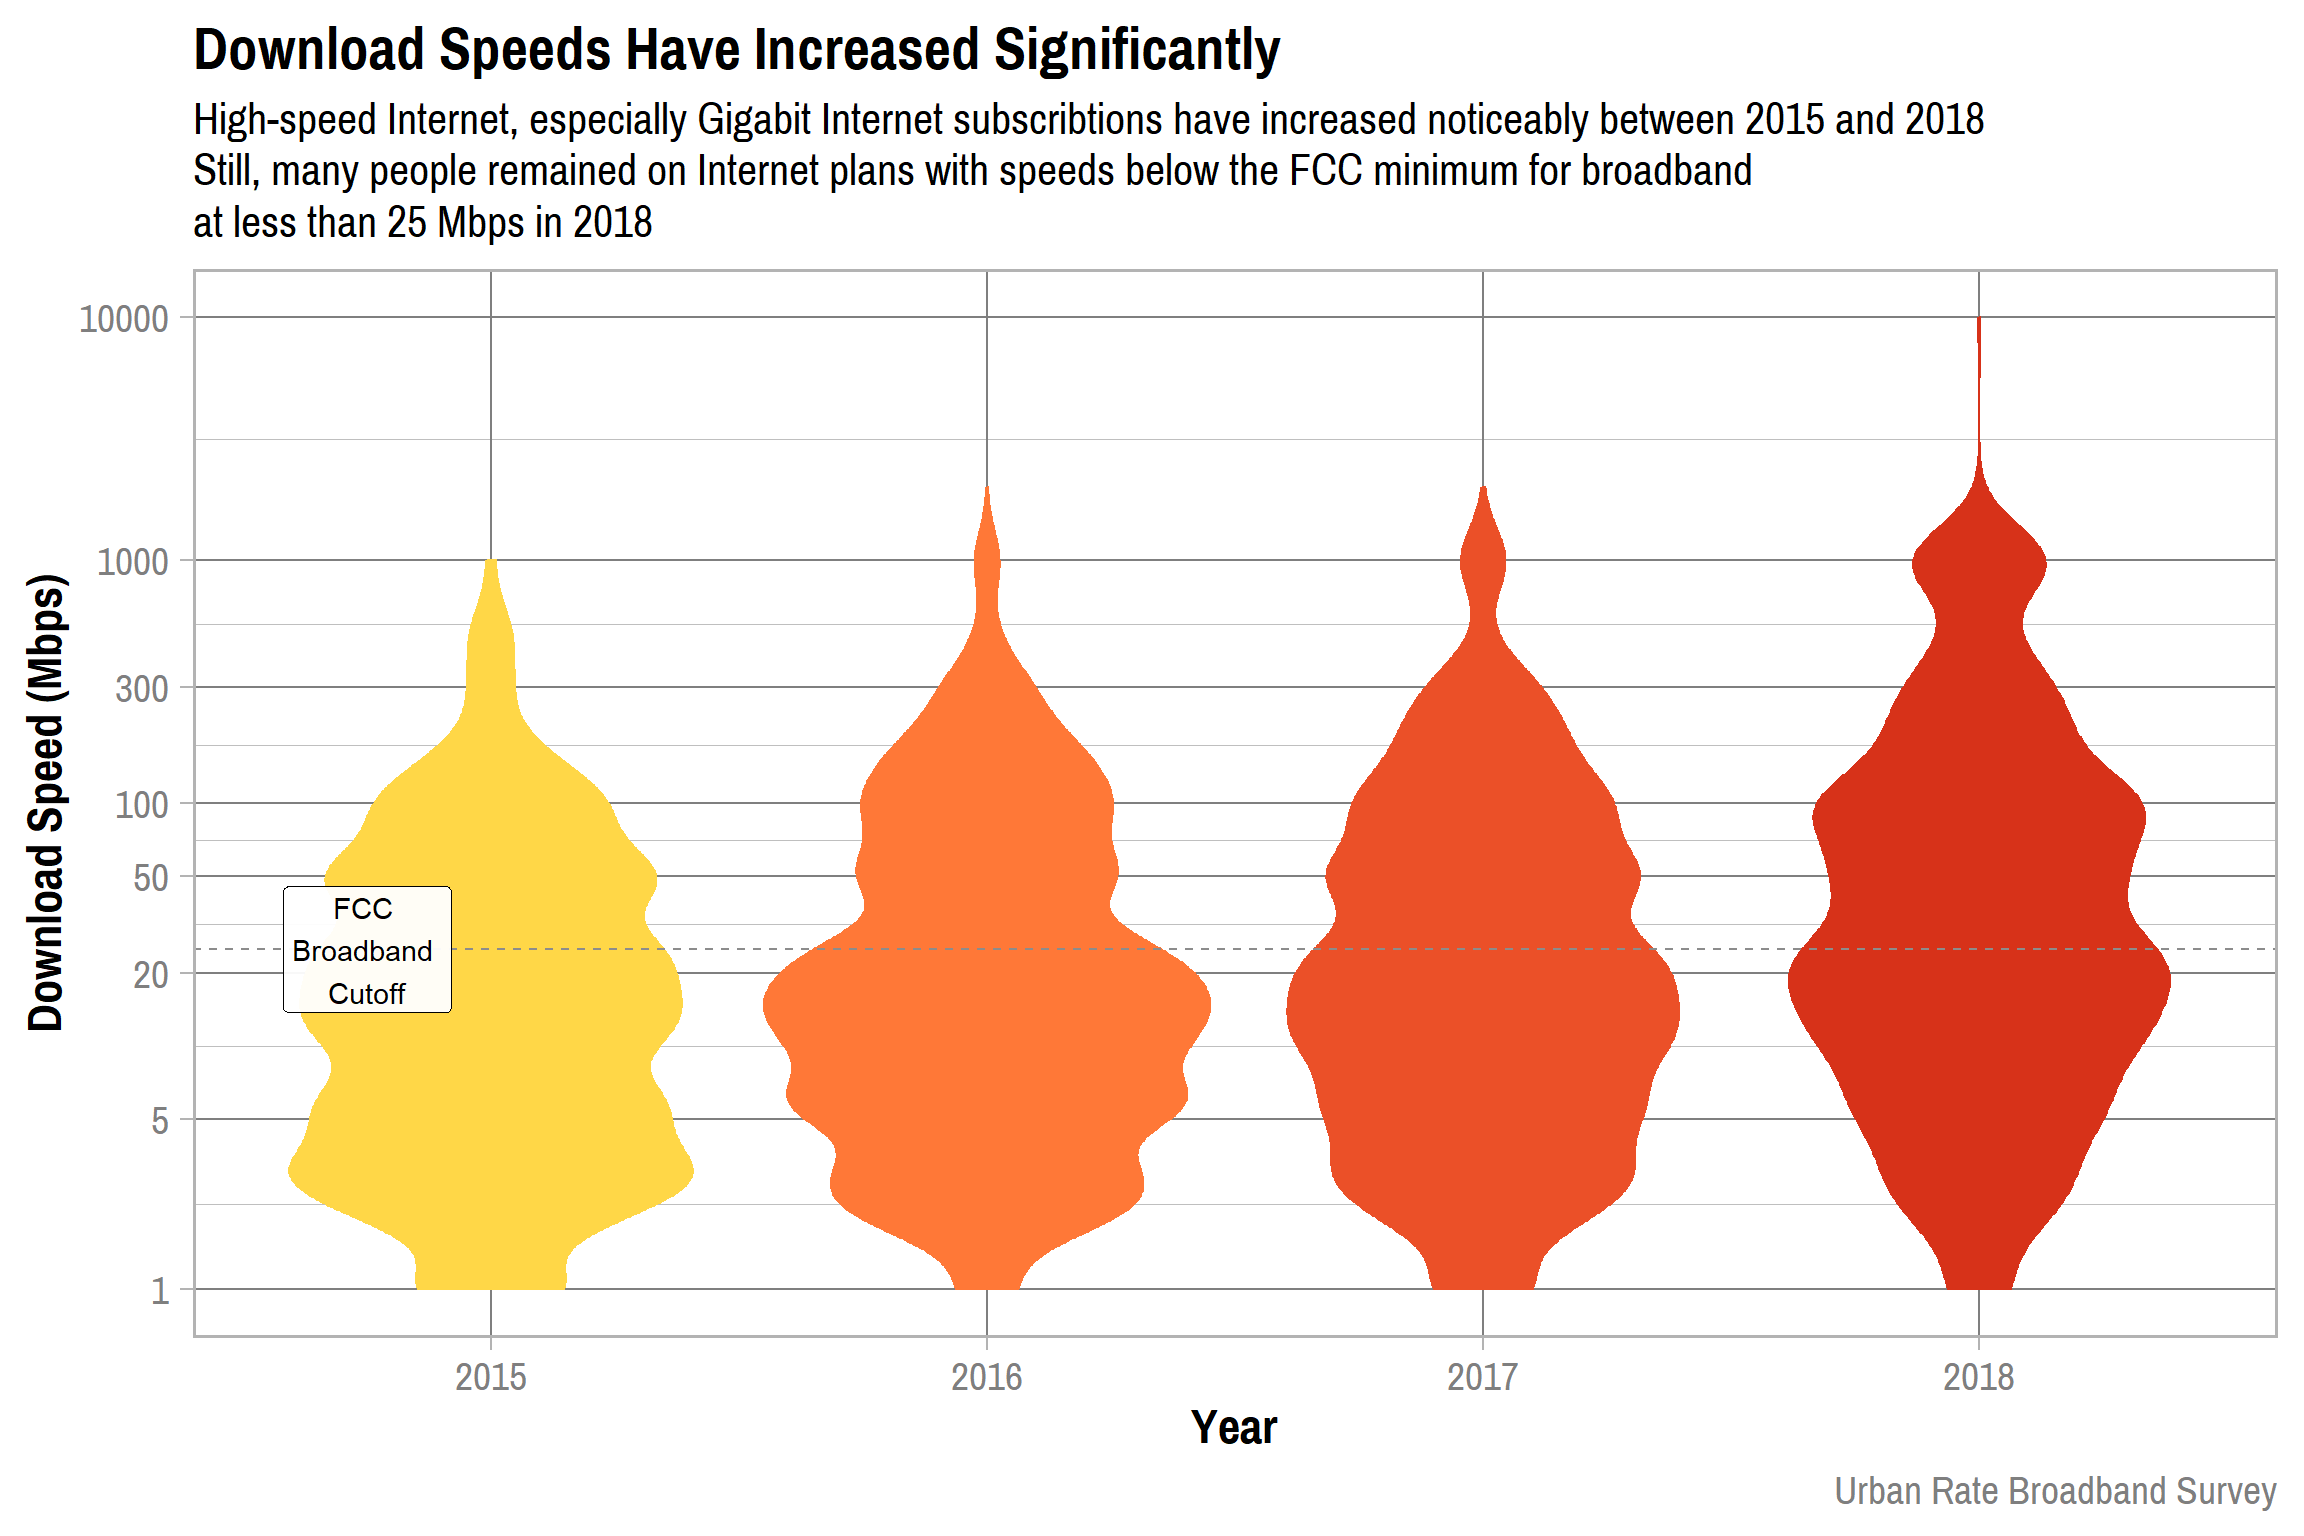 Download Speeds Have Increased Significantly
High-speed Internet, especially Gigabit Internet subscribtions have increased noticeably between 2015 and 2018
Still, many people remained on Internet plans with speeds below the FCC minimum for broadband
at less than 25 Mbps in 2018
Download Speed (Mbps)
10000
1000
300
100
50
20
5
1
FCC
Broadband
Cutoff
2015
2016
2017
2018
Year
Urban Rate Broadband Survey